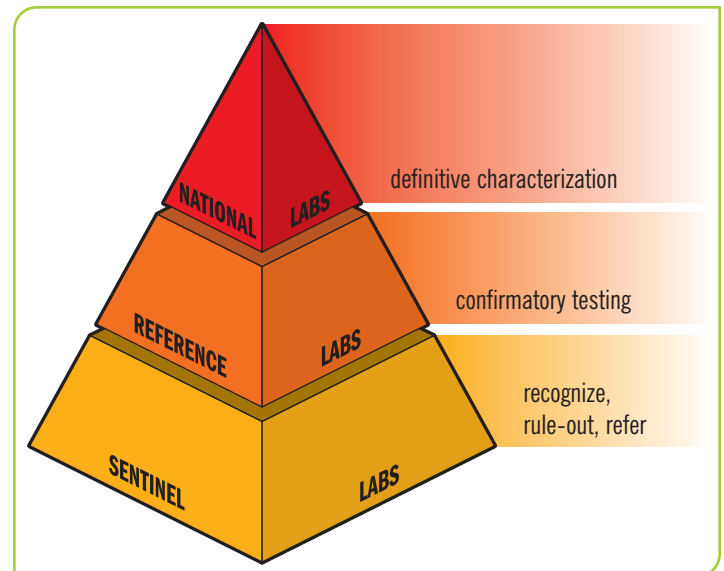 NATIONAL LABS
definitive characterization
REFERENCE LABS
confirmatory testing
SENTINEL LABS
recognize,
rule-out, refer